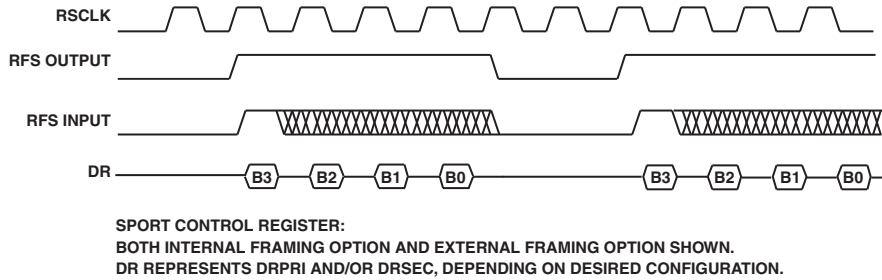 RSCLK
RFS OUTPUT
RFS INPUT
DR B3 B2 B1 B0 B3 B2 B1 B0
SPORT CONTROL REGISTER:
BOTH INTERNAL FRAMING OPTION AND EXTERNAL FRAMING OPTION SHOWN.
DR REPRESENTS DRPRI AND/OR DRSEC, DEPENDING ON DESIRED CONFIGURATION.